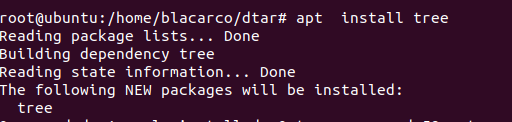 root@ubuntu:/home/blacarco/dtar# apt  install tree
Reading package lists... Done
Building dependency tree
Reading state information... Done
The following NEW packages will be installed:
  tree